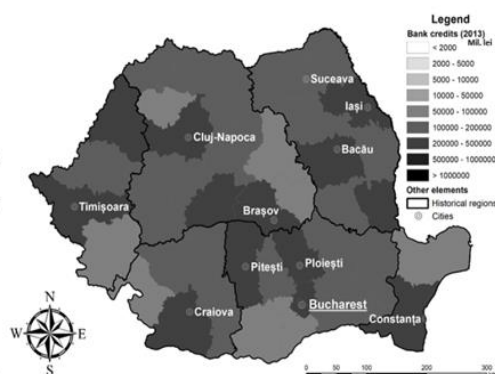 Legend
Bank credits (2013)
Mil. lei
< 2000
2000 - 5000
5000 - 10000
10000 - 50000
50000 - 100000
100000 - 200000
200000 - 500000
500000 - 1000000
> 1000000
Other elements
Historical regions
Cities
Suceava
Iași
Cluj-Napoca
Bacău
Timișoara
Brașov
Pitești
Ploiești
Craiova
Bucharest
Constanța
N
W
E
S
0
50
100
200
300